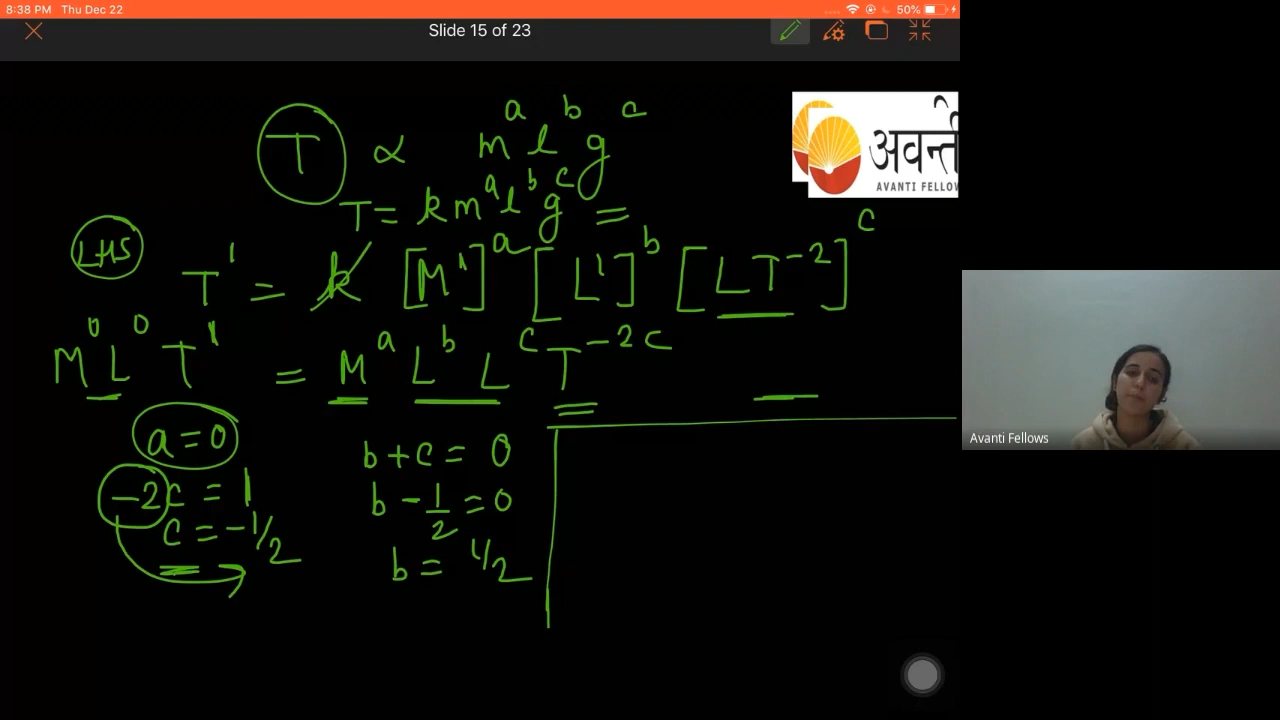 8:38 PM Thu Dec 22
50%
Slide 15 of 23
अवन्त
AVANTI FELLOW
T ∝ m^a l^b g^c
T = k m^a l^b g^c =
LHS
T^1 = k [M^1]^a [L^1]^b [LT^-2]^c
M^0 L^0 T^1 = M^a L^b L^c T^-2c
a = 0
b + c = 0
-2c = 1
b - 1/2 = 0
c = -1/2
b = 1/2
Avanti Fellows